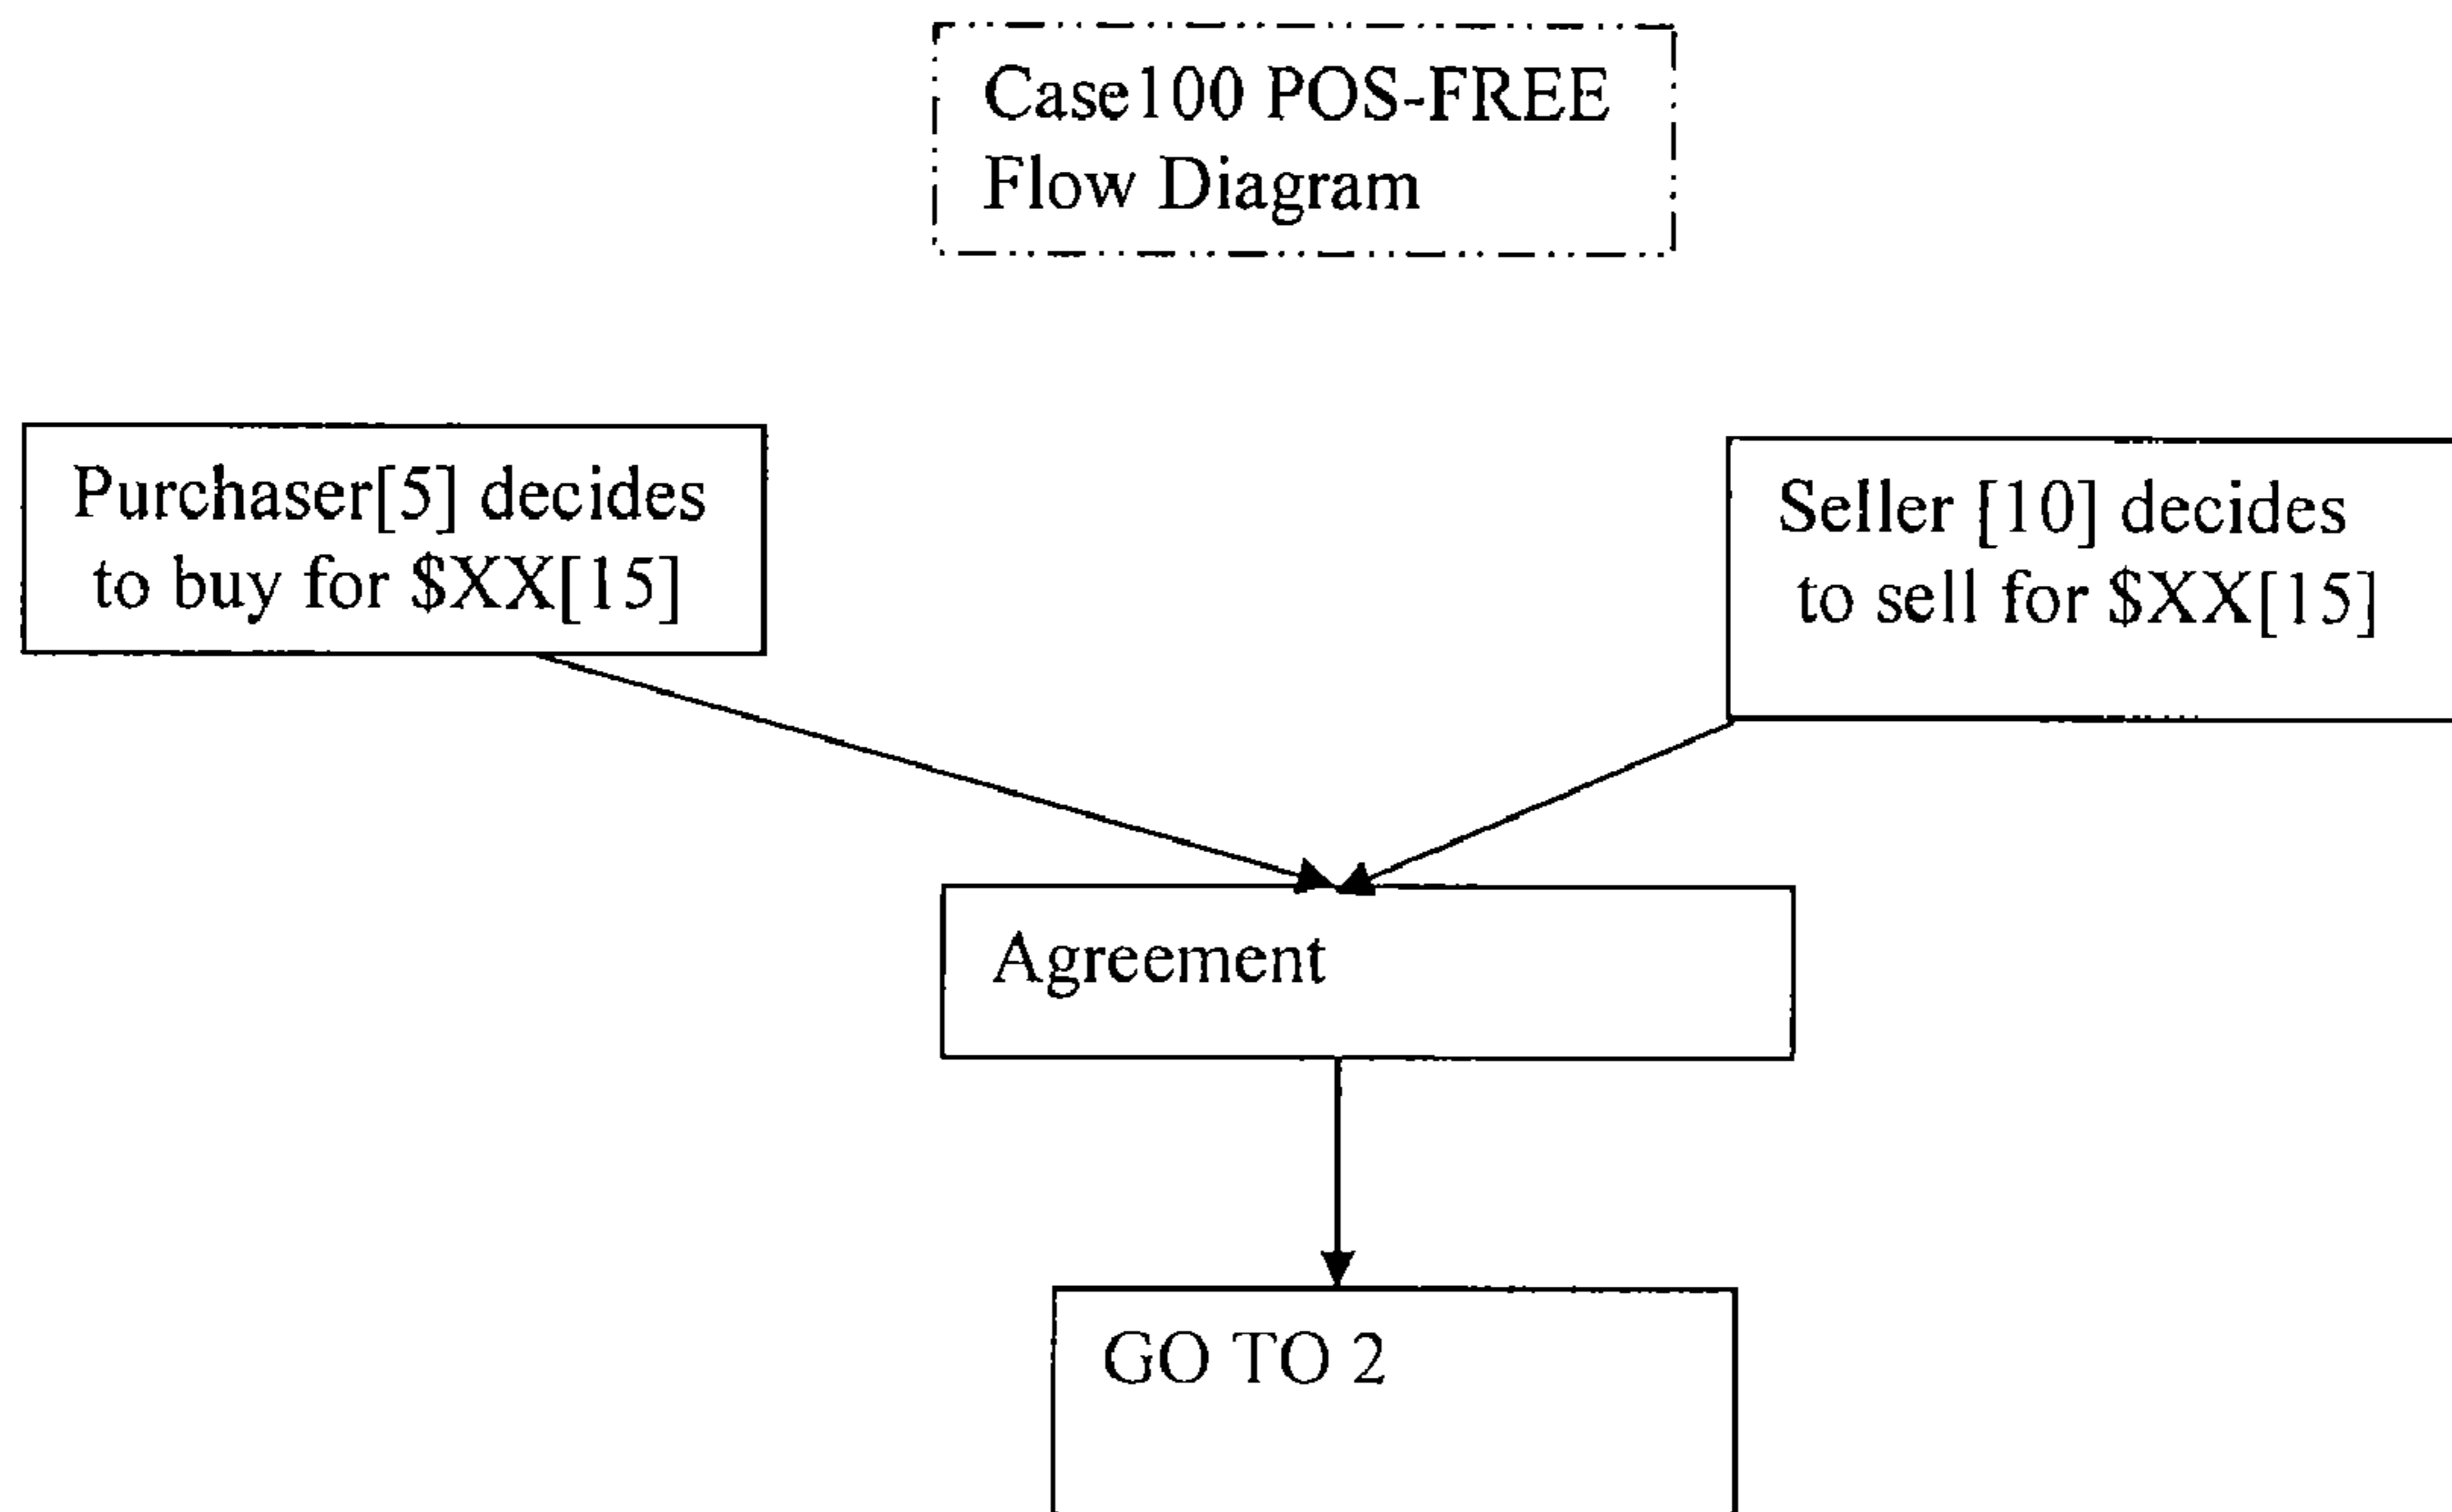 Case100 POS-FREE
Flow Diagram
Purchaser[5] decides
to buy for $XX[15]
Seller [10] decides
to sell for $XX[15]
Agreement
GO TO 2